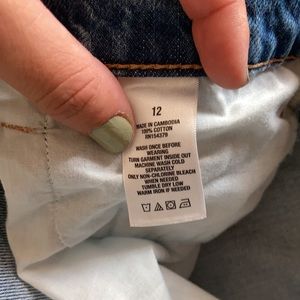 12
MADE IN CAMBODIA
100% COTTON
RN154379
WASH ONCE BEFORE
WEARING
TURN GARMENT INSIDE OUT
MACHINE WASH COLD
SEPARATELY
ONLY NON-CHLORINE BLEACH
WHEN NEEDED
TUMBLE DRY LOW
WARM IRON IF NEEDED